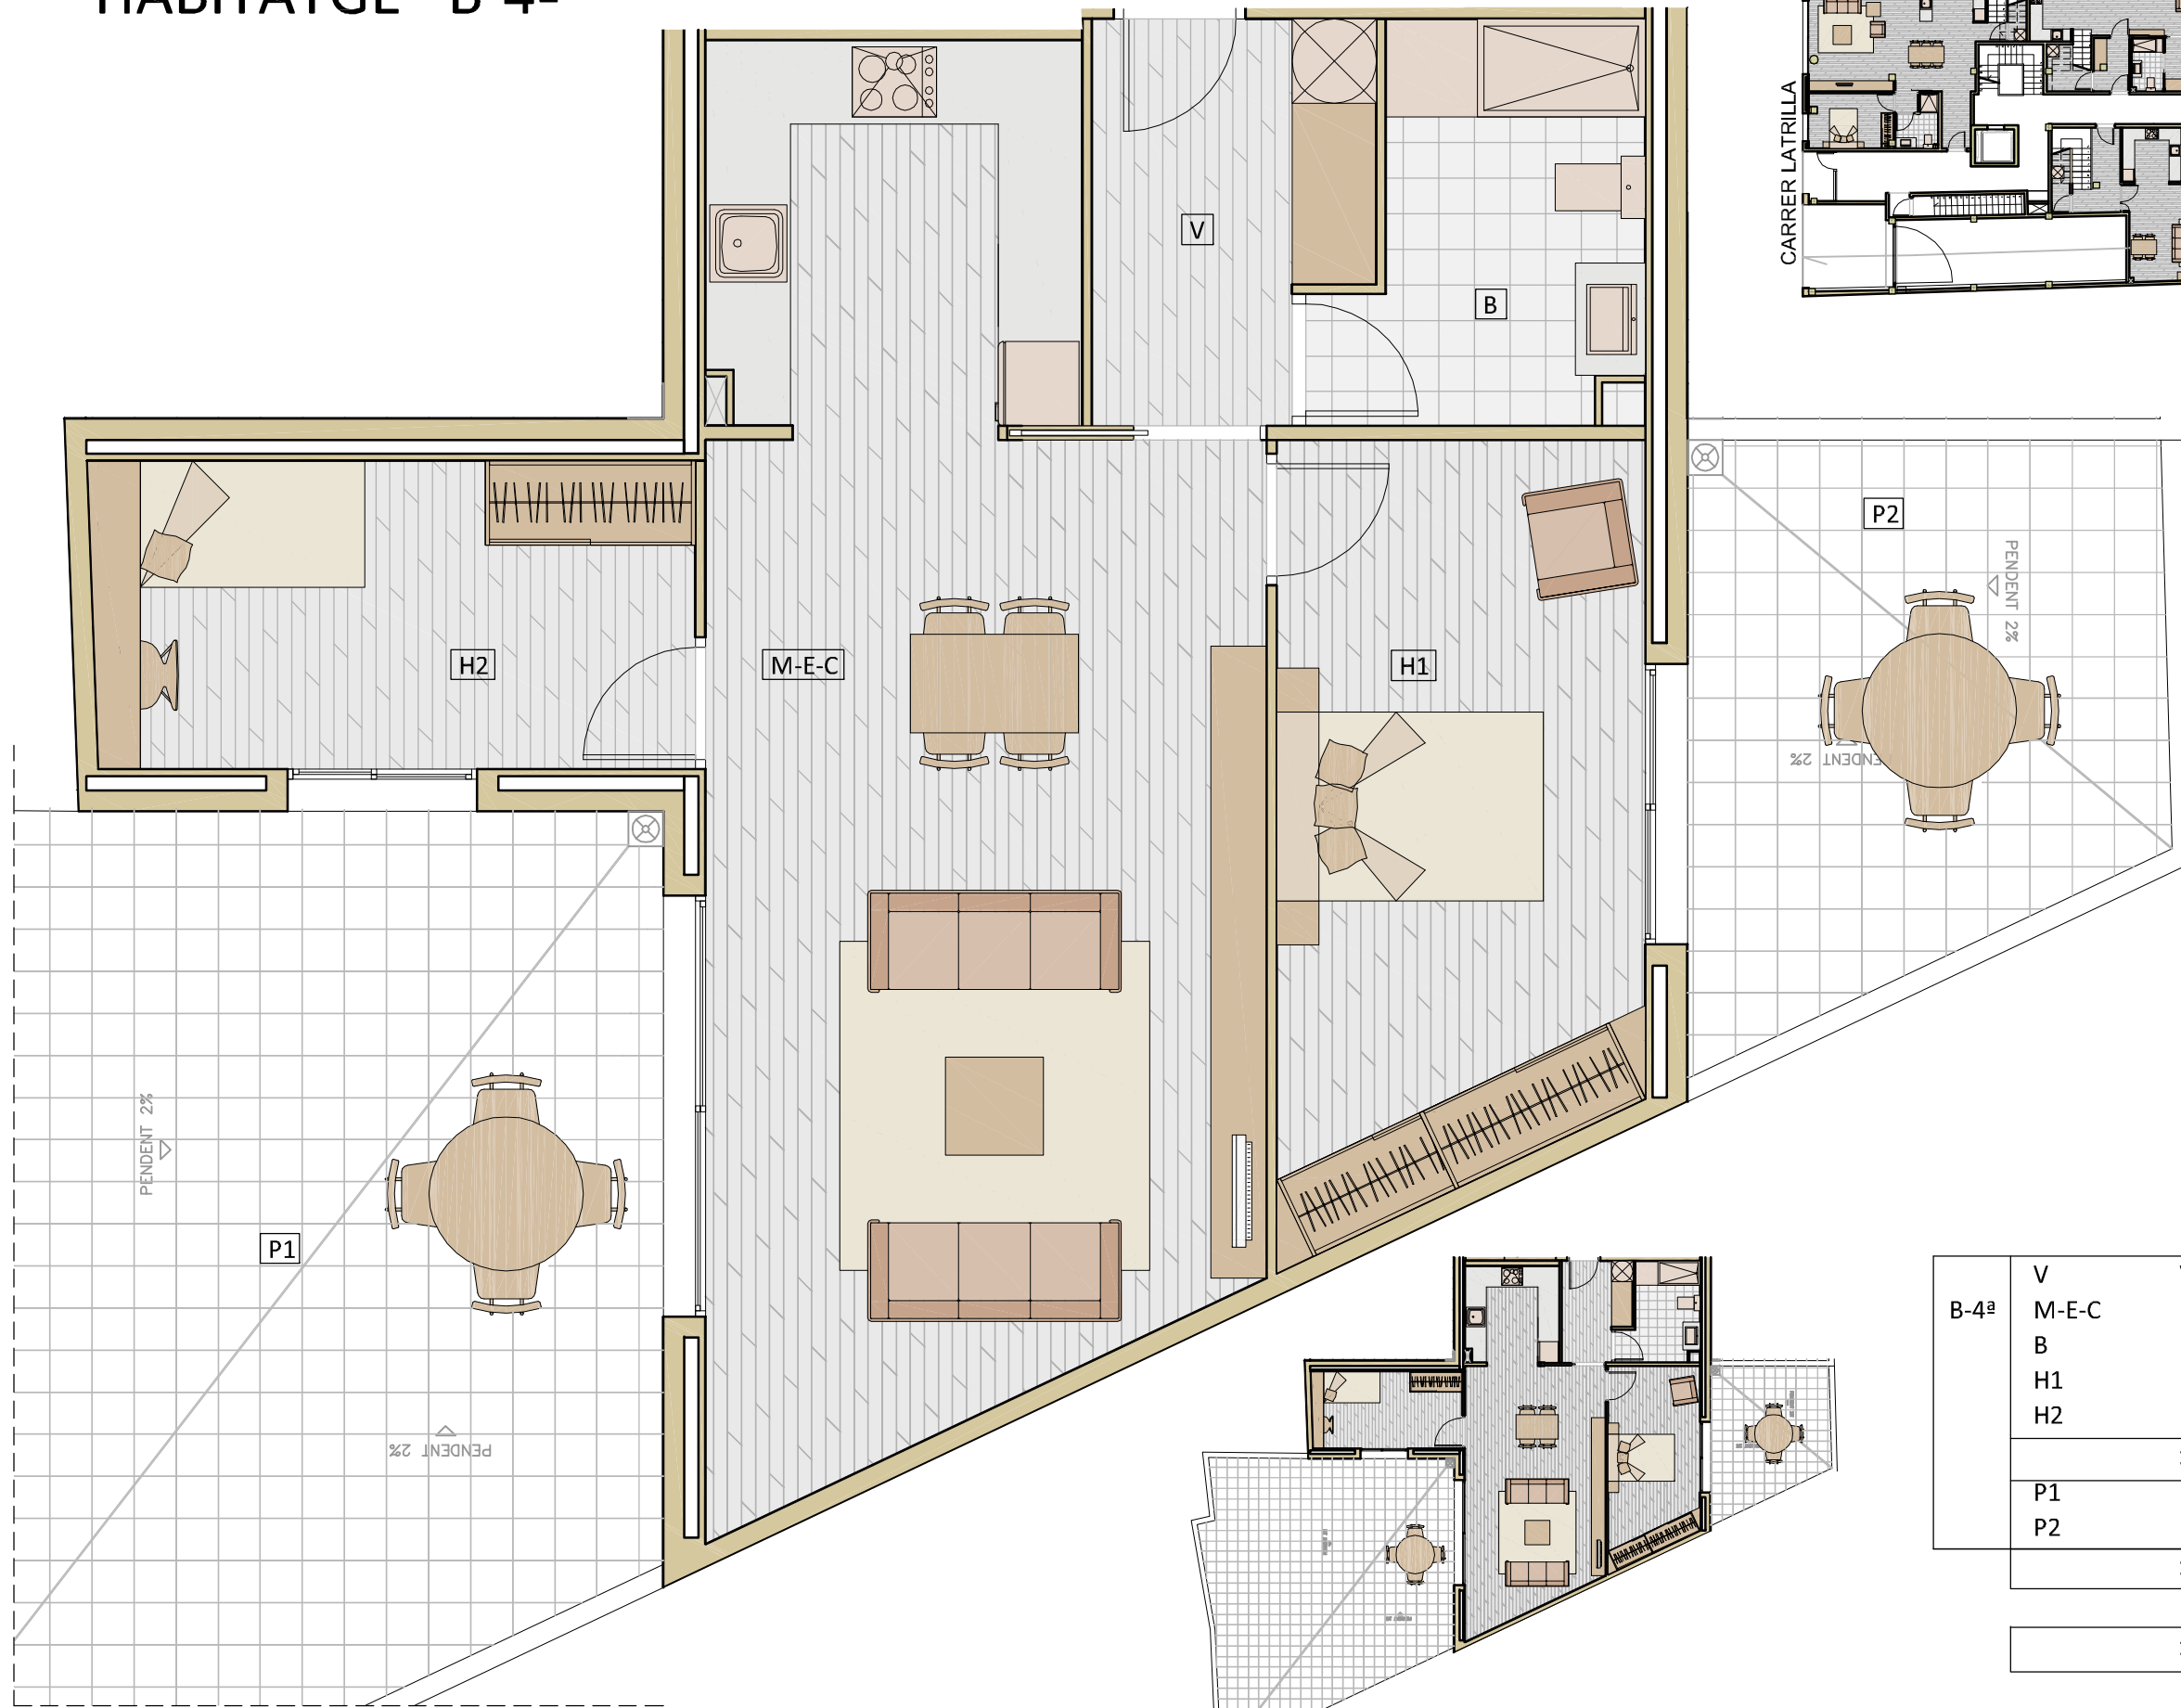 HABITATGE B-4ª
CARRER LATRILLA
V
B
P2
PENDENT 2%
H2
M-E-C
H1
PENDENT 2%
PENDENT 2%
P1
PENDENT 2%
B-4ª
V
M-E-C
B
H1
H2
P1
P2